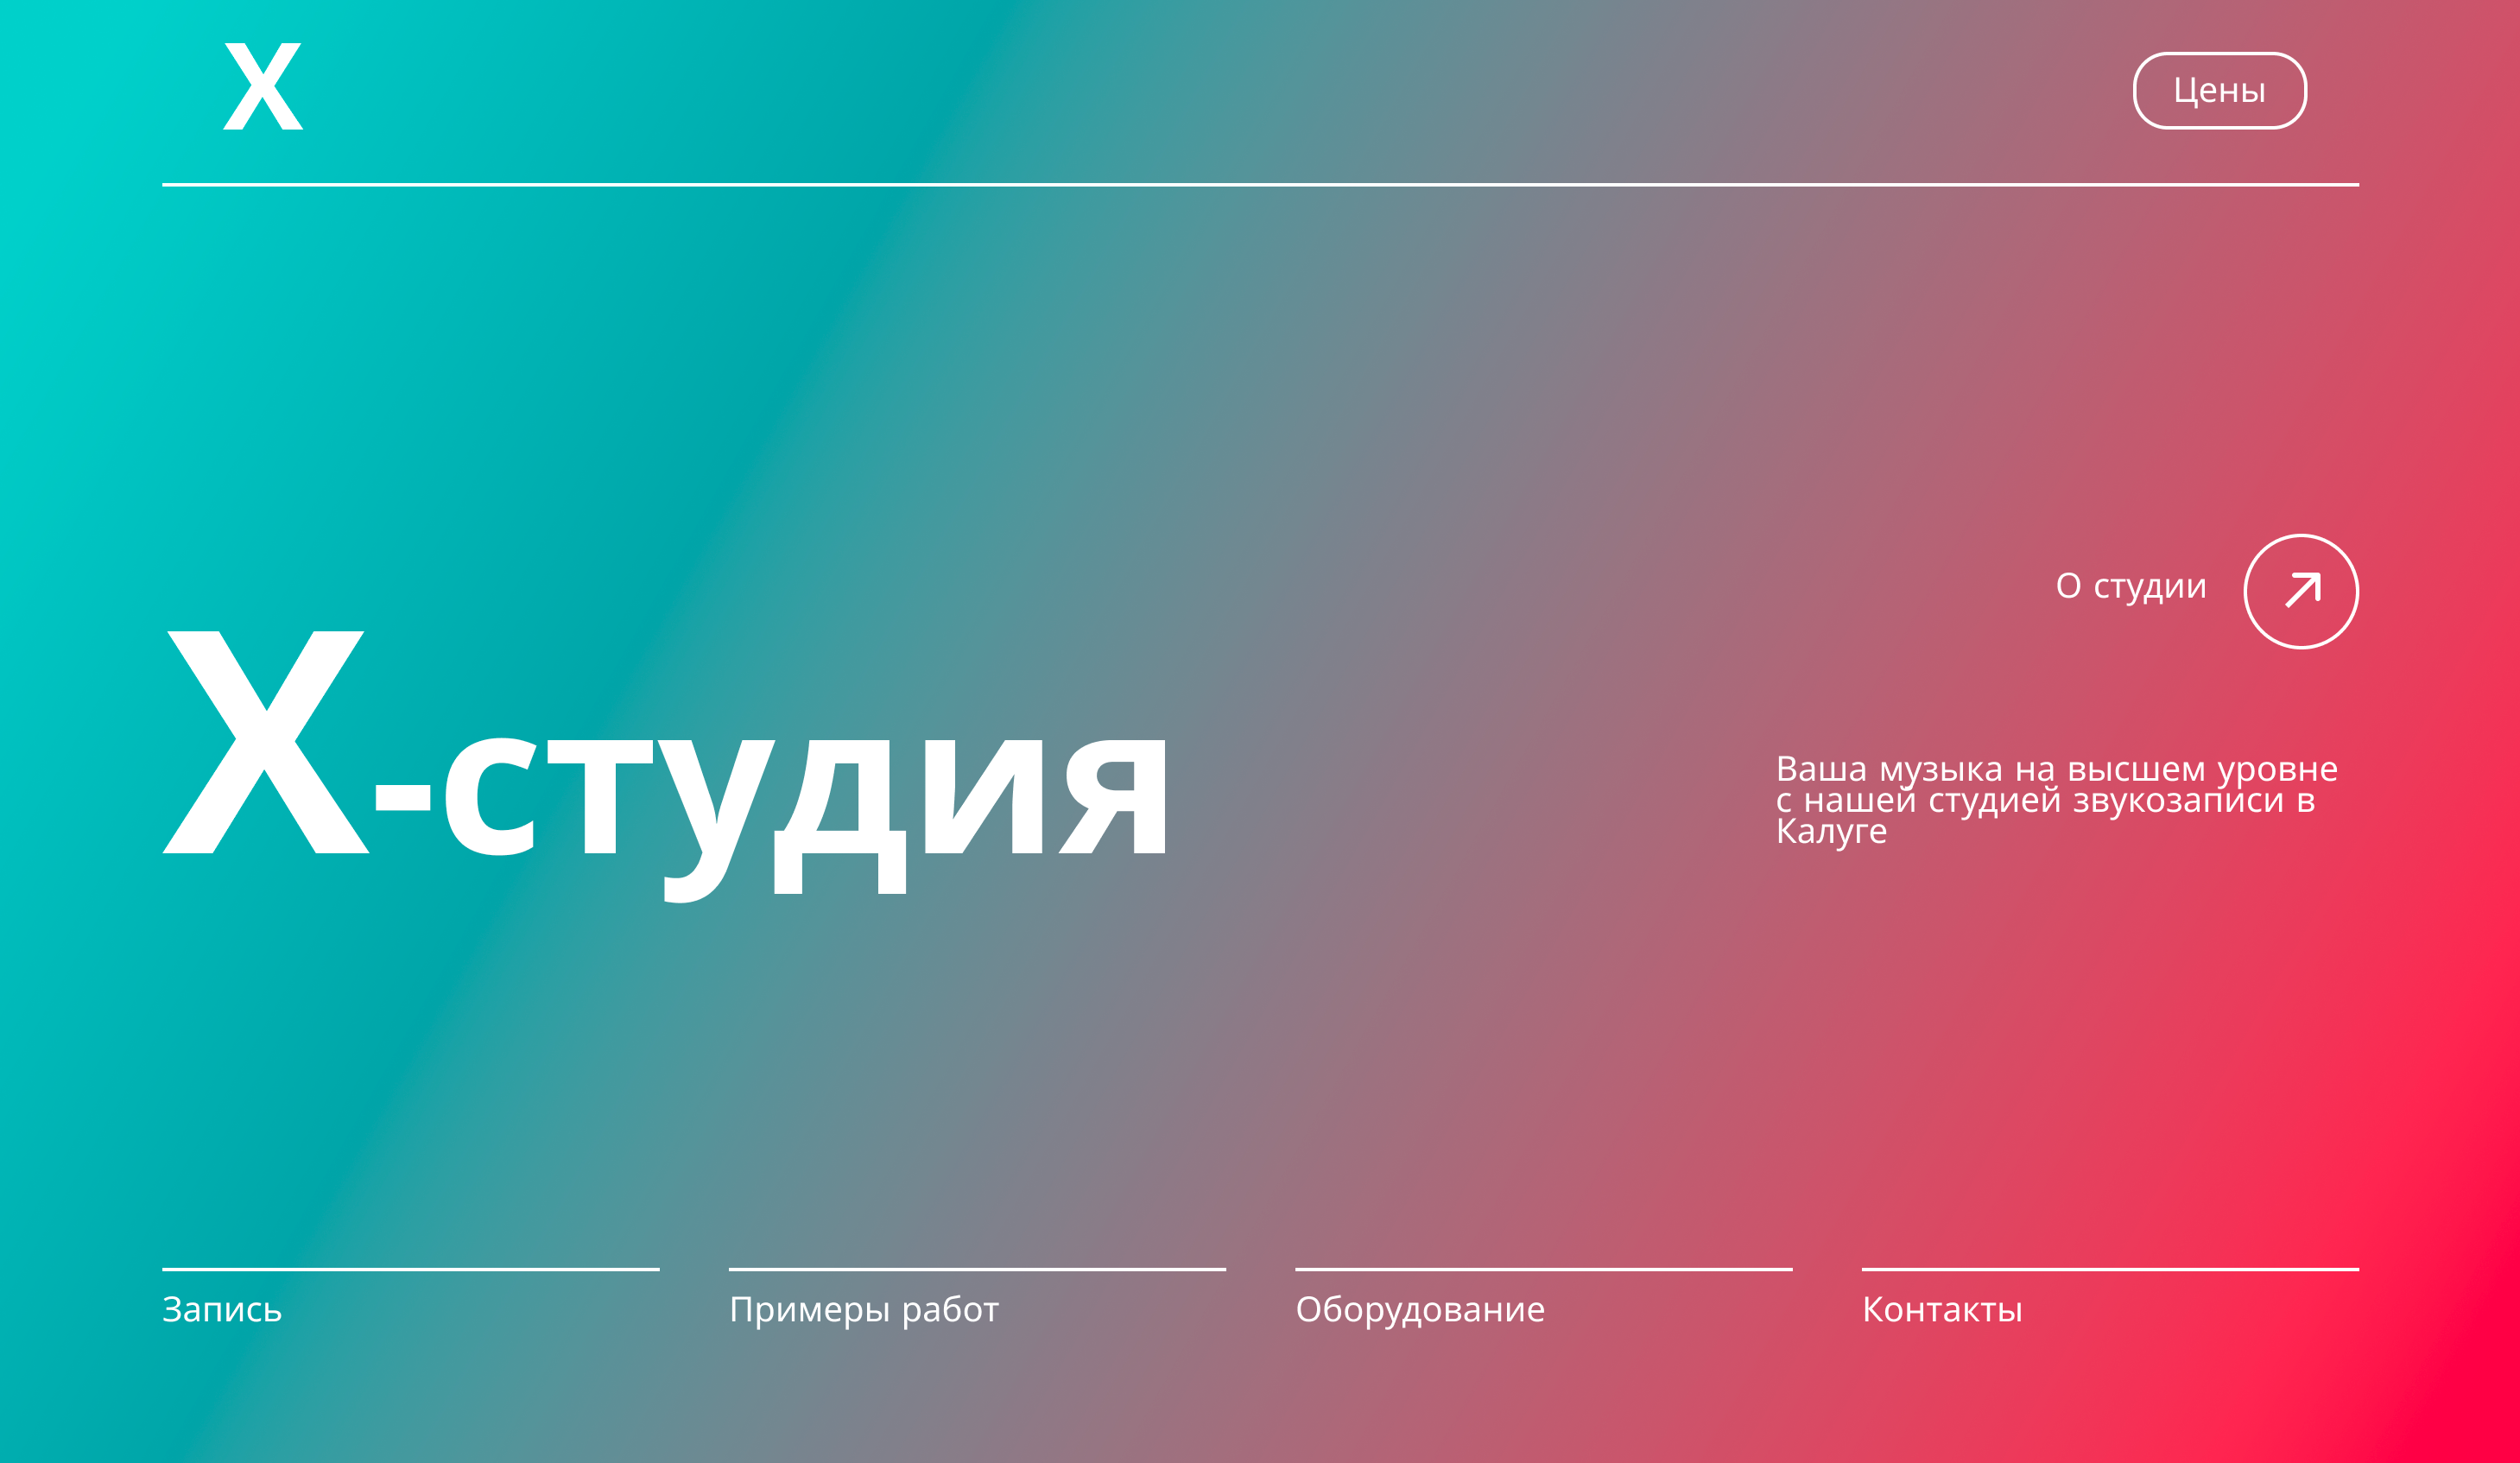 X
Цены
О студии
X-студия
Ваша музыка на высшем уровне
с нашей студией звукозаписи в
Калуге
Запись
Примеры работ
Оборудование
Контакты